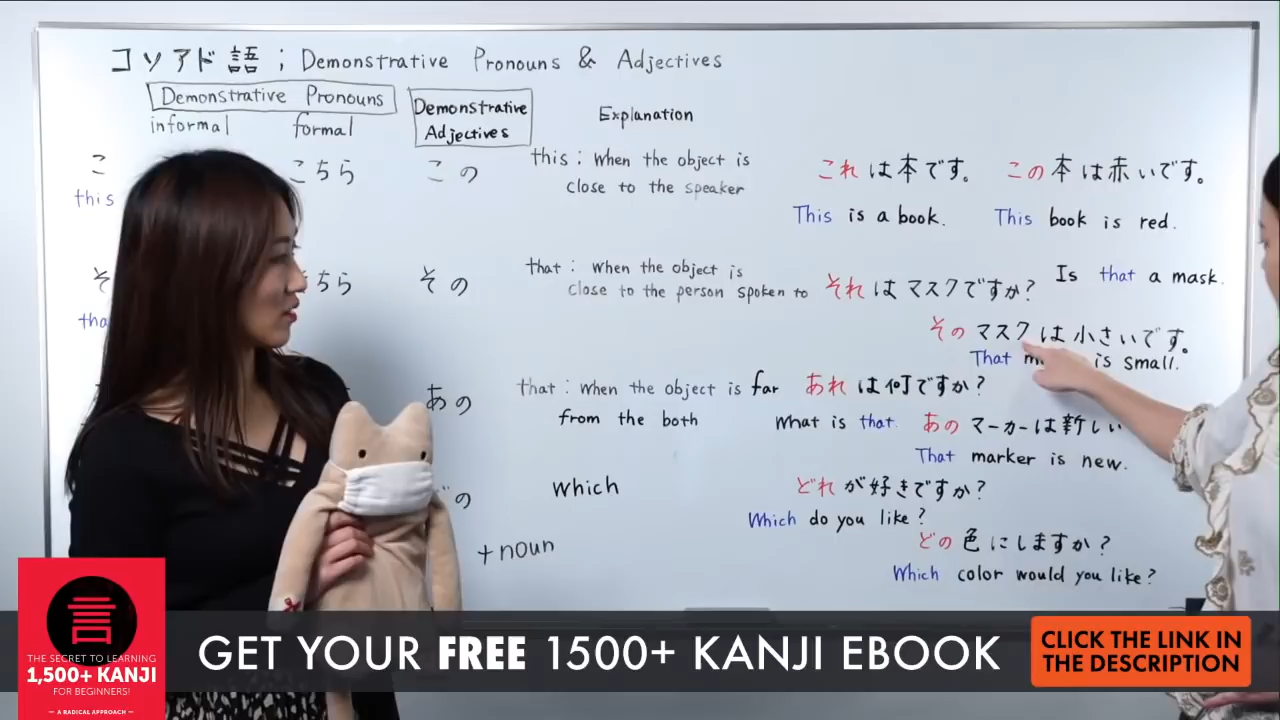 コソアド語 ; Demonstrative Pronouns & Adjectives
Demonstrative Pronouns
informal formal
Demonstrative
Adjectives
Explanation
こ こちら この
this
this : When the object is
close to the speaker
これは本です。 この本は赤いです。
This is a book. This book is red.
そ ちら その
tha
that : When the object is
close to the person spoken to
それはマスクですか?
Is that a mask.
そのマスクは小さいです。
That m is small.
あの
that : When the object is far
from the both
あれは何ですか?
What is that.
あのマーカーは新しい
That marker is new.
の
which
どれが好きですか?
Which do you like?
+ noun
どの色にしますか?
Which color would you like?
言
THE SECRET TO LEARNING
1,500+ KANJI
FOR BEGINNERS!
— A RADICAL APPROACH —
GET YOUR FREE 1500+ KANJI EBOOK
CLICK THE LINK IN
THE DESCRIPTION